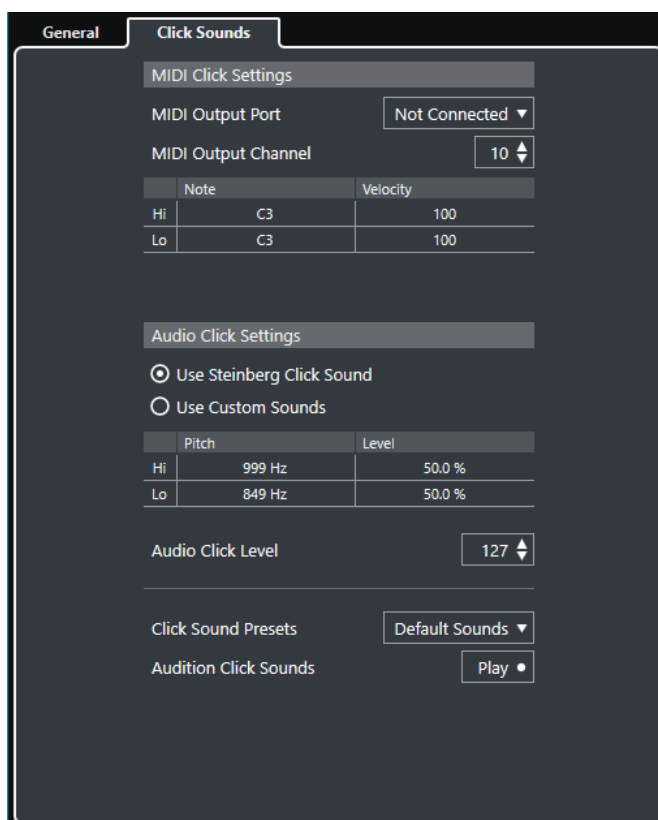 General Click Sounds
MIDI Click Settings
MIDI Output Port Not Connected
MIDI Output Channel 10
Note Velocity
Hi C3 100
Lo C3 100
Audio Click Settings
Use Steinberg Click Sound
Use Custom Sounds
Pitch Level
Hi 999 Hz 50.0 %
Lo 849 Hz 50.0 %
Audio Click Level 127
Click Sound Presets Default Sounds
Audition Click Sounds Play